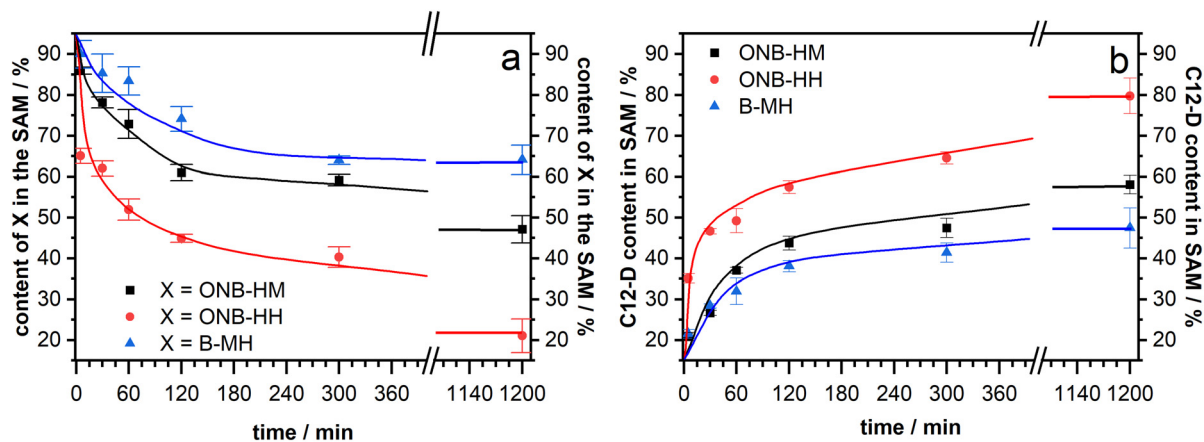 a
content of X in the SAM / %
90
80
70
60
50
40
30
20
X = ONB-HM
X = ONB-HH
X = B-MH
0 60 120 180 240 300 360 1140 1200
time / min
90
80
70
60
50
40
30
20
content of X in the SAM / %
b
C12-D content in SAM / %
90
80
70
60
50
40
30
20
ONB-HM
ONB-HH
B-MH
0 60 120 180 240 300 360 1140 1200
time / min
90
80
70
60
50
40
30
20
C12-D content in SAM / %